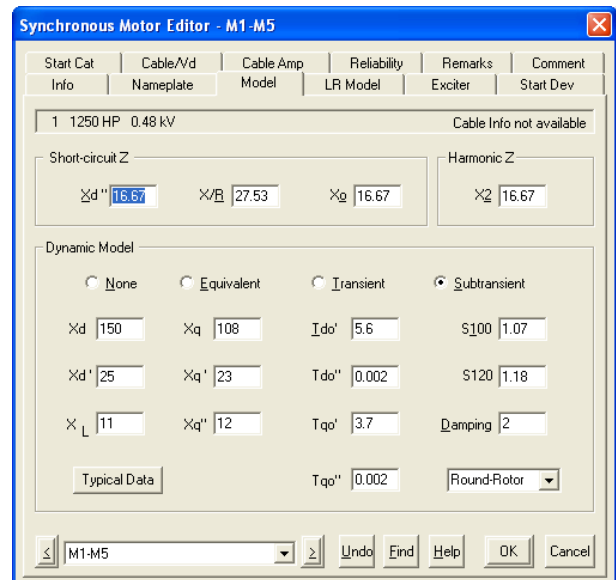 Synchronous Motor Editor - M1-M5
Start Cat Cable/Vd Cable Amp Reliability Remarks Comment
Info Nameplate Model LR Model Exciter Start Dev
1 1250 HP 0.48 kV Cable Info not available
Short-circuit Z Harmonic Z
Xd" 16.67 X/R 27.53 Xo 16.67 X2 16.67
Dynamic Model
None Equivalent Transient Subtransient
Xd 150 Xq 108 Tdo' 5.6 S100 1.07
Xd' 25 Xq' 23 Tdo" 0.002 S120 1.18
X L 11 Xq" 12 Tqo' 3.7 Damping 2
Typical Data Tqo" 0.002 Round-Rotor
< M1-M5 > Undo Find Help OK Cancel